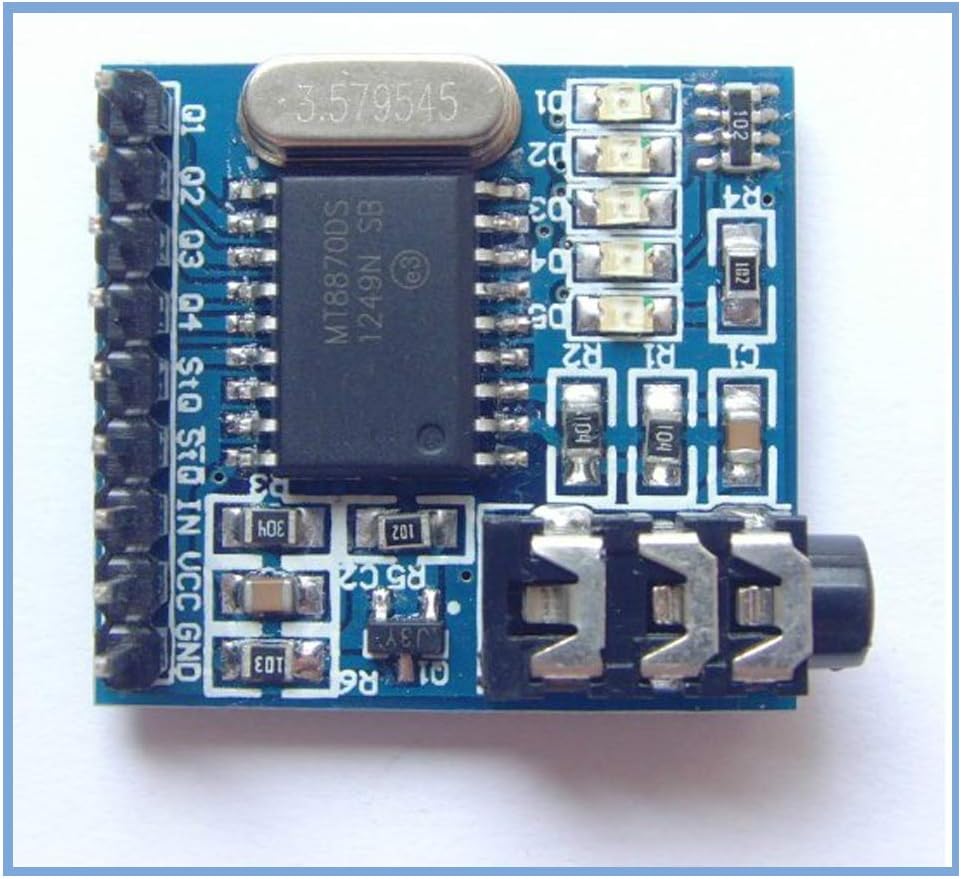 3.579545
MT8870DS
1249N SB
e3
Q1
Q2
Q3
Q4
StQ
StQ
IN
VCC
GND
D1
D2
D3
D4
D5
102
R4
102
R2
R1
C1
104
104
R3
304
102
R5
C2
103
R6
J3Y
Q1